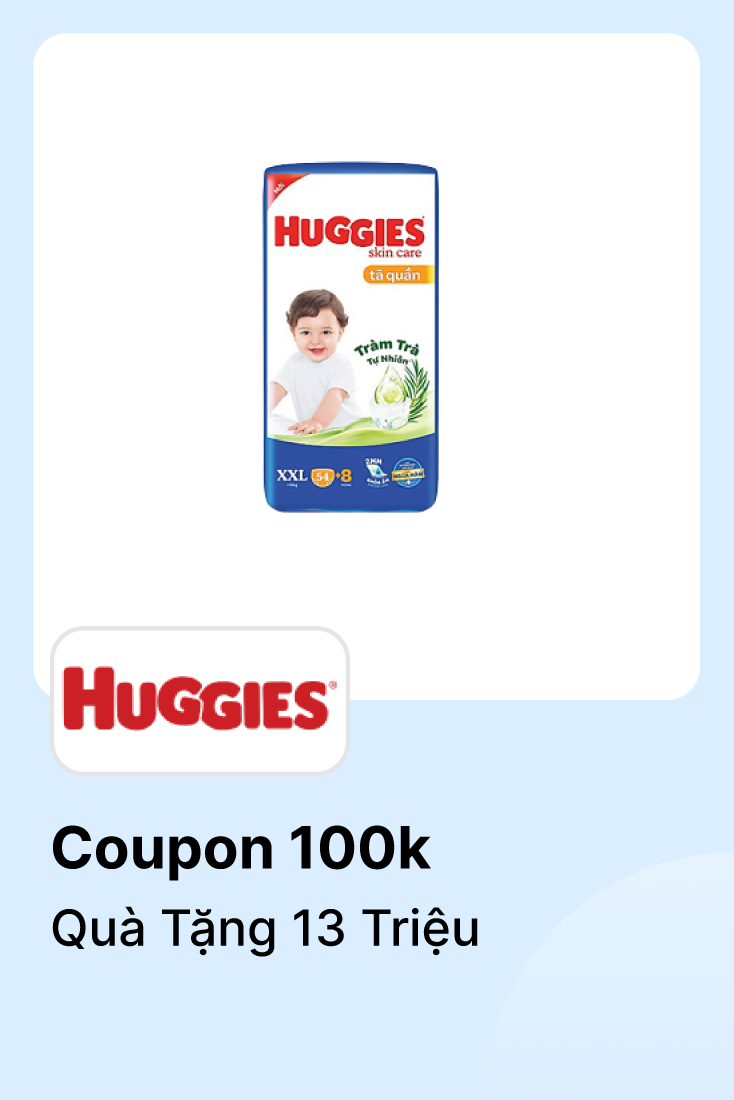 Mới
HUGGIES
skin care
tã quần
Tràm Trà
Tự Nhiên
XXL 54 +8
HUGGIES®
Coupon 100k
Quà Tặng 13 Triệu